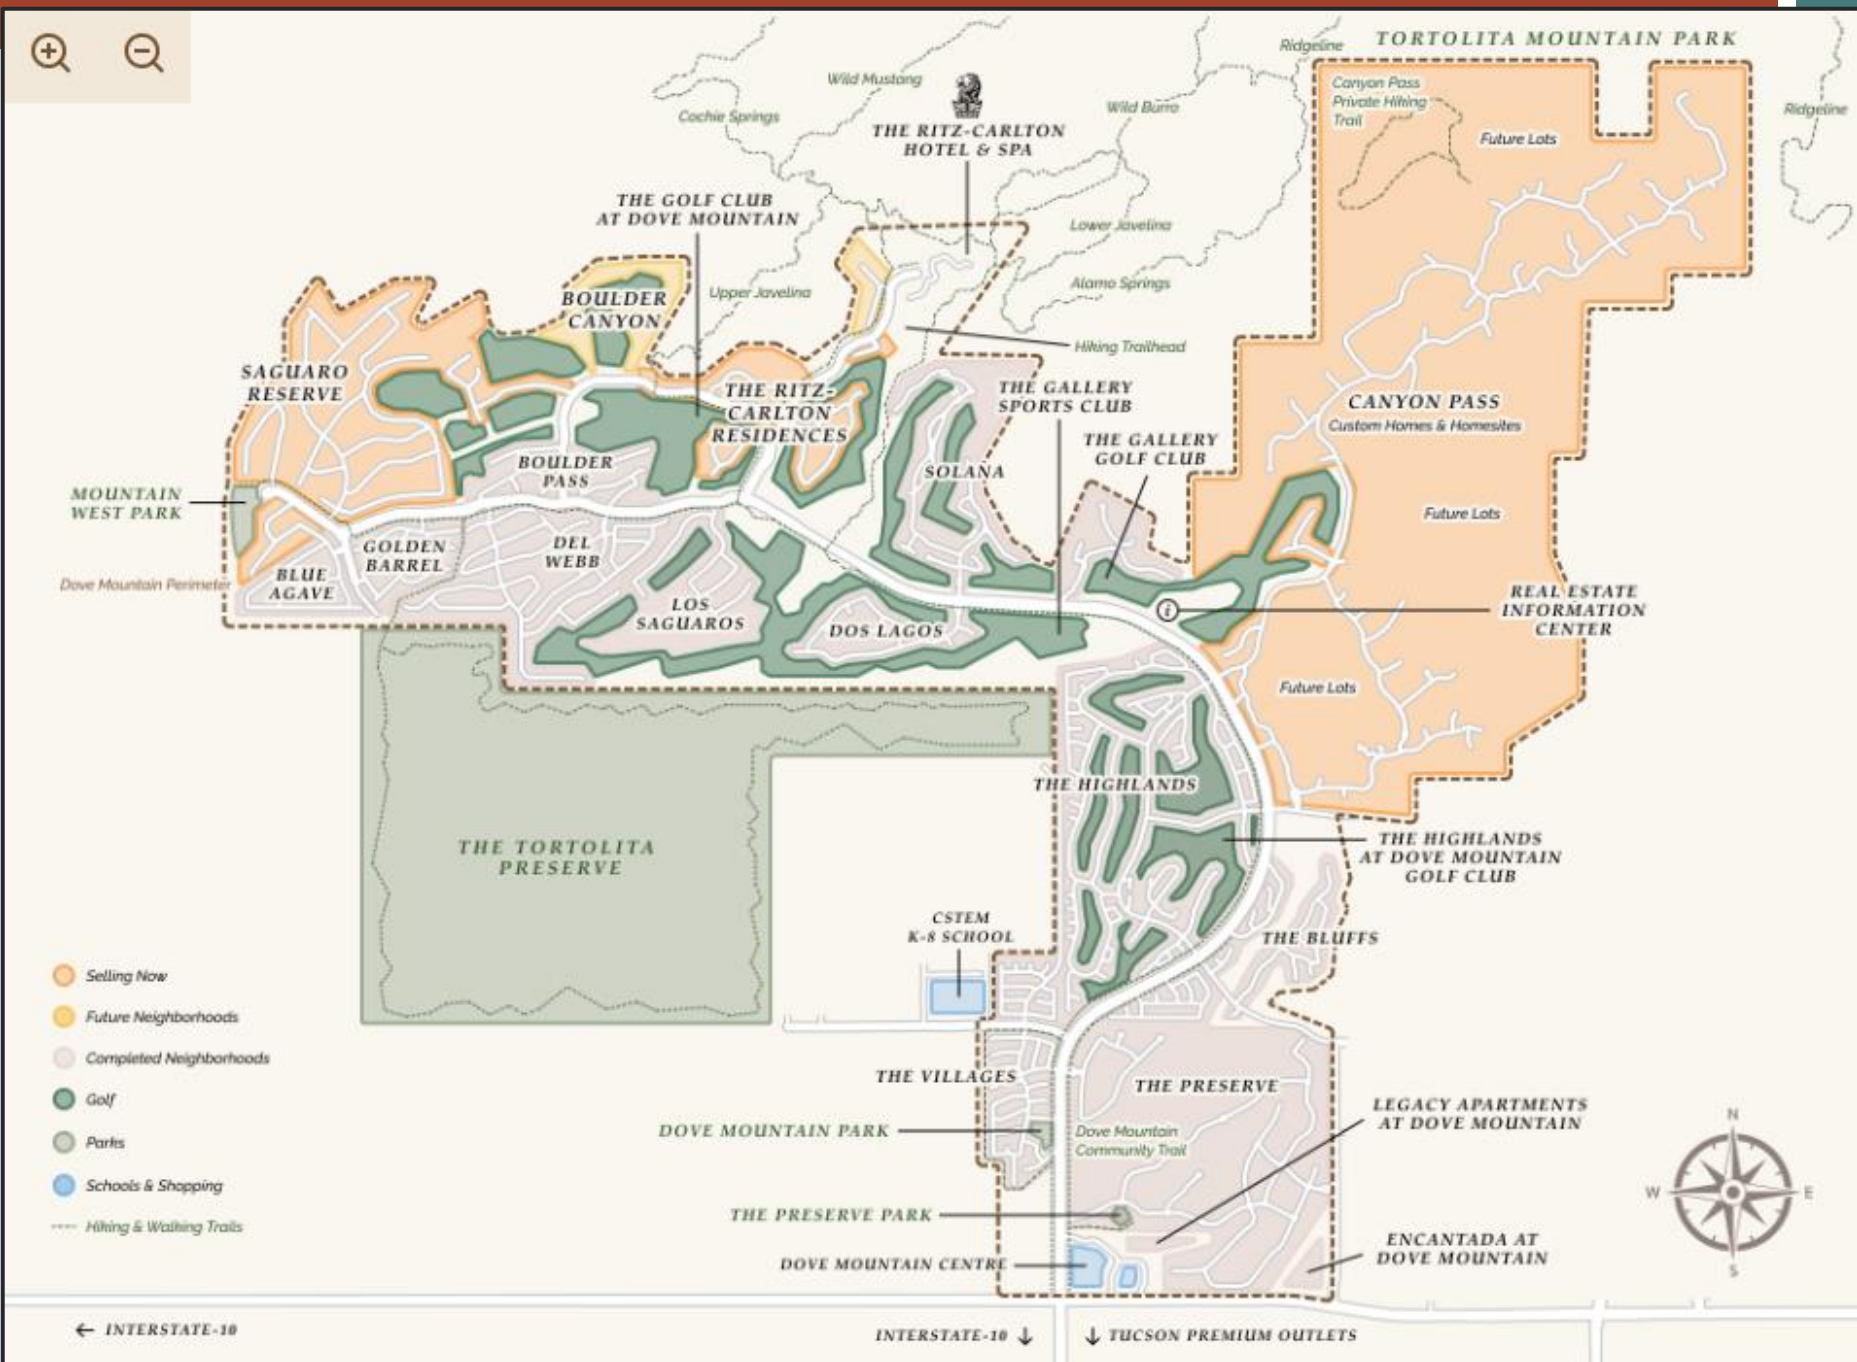 TORTOLITA MOUNTAIN PARK
Ridgeline
Wild Mustang
Canyon Pass
Private Hiking
Trail
Cochie Springs
Wild Burro
Ridgeline
THE RITZ-CARLTON
HOTEL & SPA
Future Lots
THE GOLF CLUB
AT DOVE MOUNTAIN
Lower Javelina
Upper Javelina
Alamo Springs
BOULDER
CANYON
Hiking Trailhead
SAGUARO
RESERVE
THE RITZ-
CARLTON
RESIDENCES
THE GALLERY
SPORTS CLUB
CANYON PASS
Custom Homes & Homesites
THE GALLERY
GOLF CLUB
BOULDER
PASS
SOLANA
MOUNTAIN
WEST PARK
Future Lots
GOLDEN
BARREL
DEL
WEBB
Dove Mountain Perimeter
BLUE
AGAVE
LOS
SAGUAROS
DOS LAGOS
i
REAL ESTATE
INFORMATION
CENTER
Future Lots
THE HIGHLANDS
THE TORTOLITA
PRESERVE
THE HIGHLANDS
AT DOVE MOUNTAIN
GOLF CLUB
CSTEM
K-8 SCHOOL
THE BLUFFS
Selling Now
Future Neighborhoods
Completed Neighborhoods
Golf
Parks
Schools & Shopping
Hiking & Walking Trails
THE VILLAGES
THE PRESERVE
LEGACY APARTMENTS
AT DOVE MOUNTAIN
DOVE MOUNTAIN PARK
Dove Mountain
Community Trail
THE PRESERVE PARK
DOVE MOUNTAIN CENTRE
ENCANTADA AT
DOVE MOUNTAIN
N
W
E
S
← INTERSTATE-10
INTERSTATE-10 ↓
↓ TUCSON PREMIUM OUTLETS